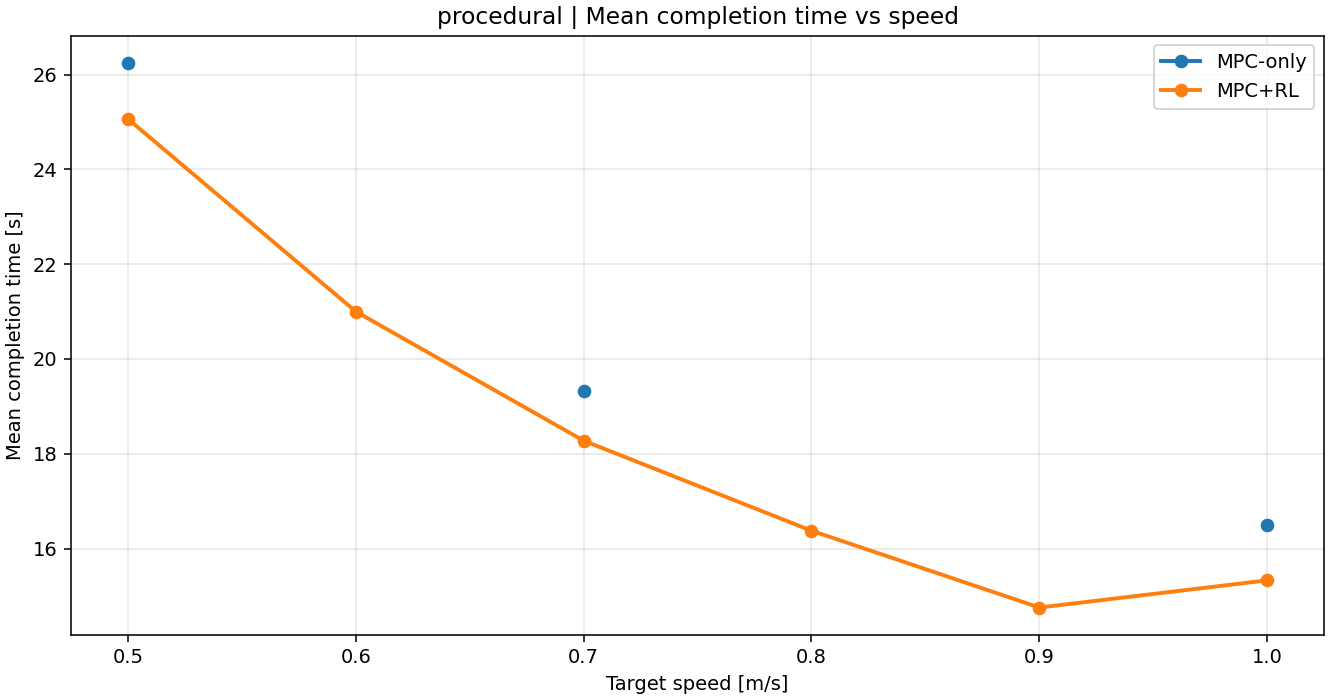 procedural | Mean completion time vs speed
MPC-only
MPC+RL
Mean completion time [s]
26
24
22
20
18
16
0.5
0.6
0.7
0.8
0.9
1.0
Target speed [m/s]